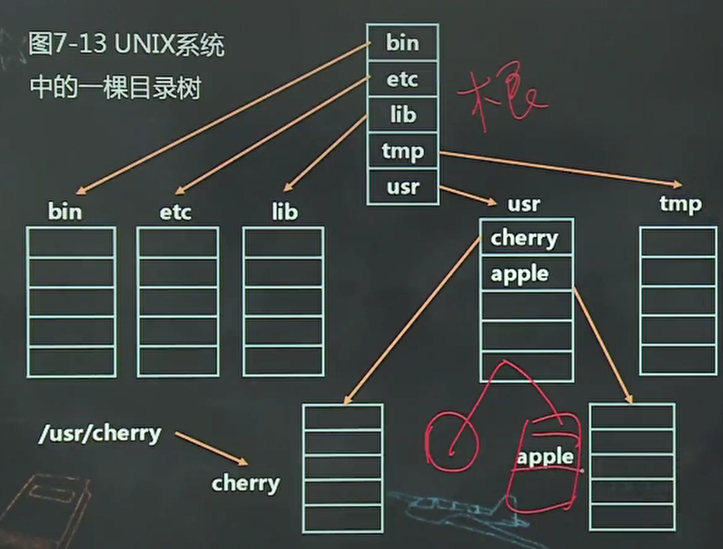 图7-13 UNIX系统
中的一棵目录树
bin
etc
lib
tmp
usr
根
bin
etc
lib
usr
tmp
cherry
apple
/usr/cherry
cherry
apple